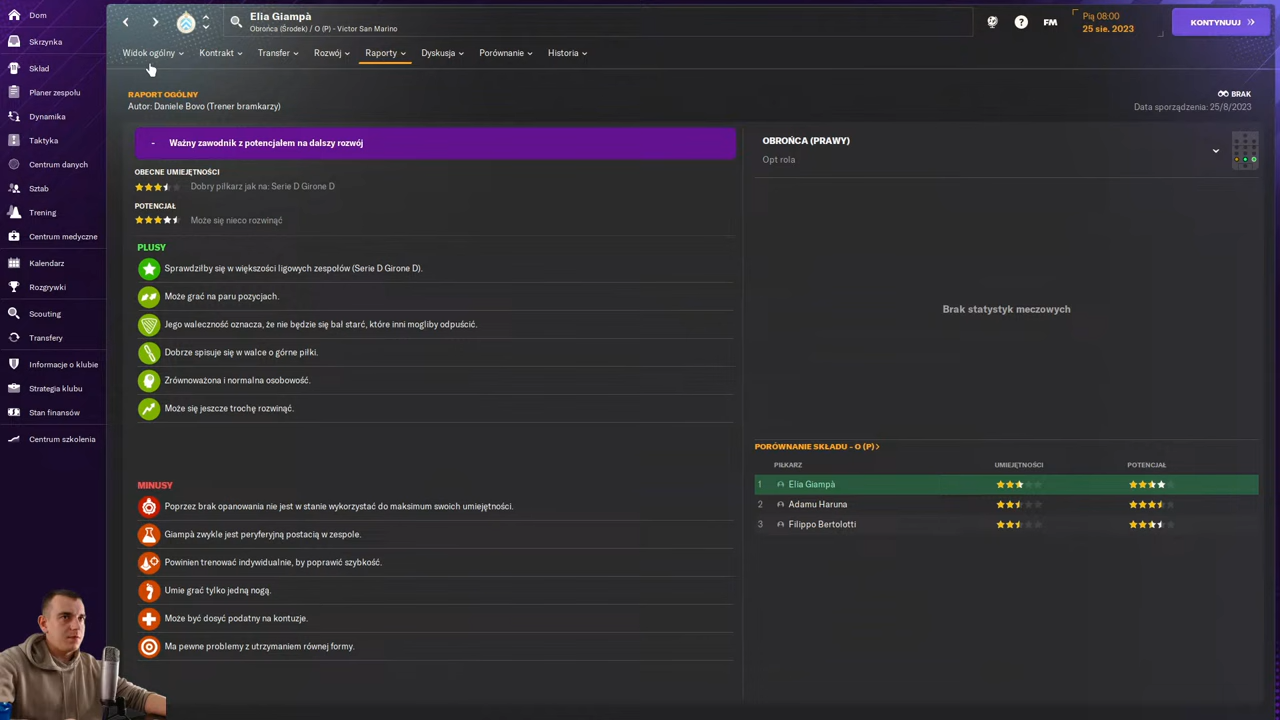 Dom
Skrzynka
Skład
Planer zespołu
Dynamika
Taktyka
Centrum danych
Sztab
Trening
Centrum medyczne
Kalendarz
Rozgrywki
Scouting
Transfery
Informacje o klubie
Strategia klubu
Stan finansów
Centrum szkolenia
Elia Giampà
Obrońca (Środek) / O (P) - Victor San Marino
FM
Pią 08:00
25 sie. 2023
KONTYNUUJ
Widok ogólny
Kontrakt
Transfer
Rozwój
Raporty
Dyskusja
Porównanie
Historia
RAPORT OGÓLNY
Autor: Daniele Bovo (Trener bramkarzy)
BRAK
Data sporządzenia: 25/8/2023
- Ważny zawodnik z potencjałem na dalszy rozwój
OBECNE UMIEJĘTNOŚCI
Dobry piłkarz jak na: Serie D Girone D
POTENCJAŁ
Może się nieco rozwinąć
PLUSY
Sprawdziłby się w większości ligowych zespołów (Serie D Girone D).
Może grać na paru pozycjach.
Jego waleczność oznacza, że nie będzie się bał starć, które inni mogliby odpuścić.
Dobrze spisuje się w walce o górne piłki.
Zrównoważona i normalna osobowość.
Może się jeszcze trochę rozwinąć.
MINUSY
Poprzez brak opanowania nie jest w stanie wykorzystać do maksimum swoich umiejętności.
Giampà zwykle jest peryferyjną postacią w zespole.
Powinien trenować indywidualnie, by poprawić szybkość.
Umie grać tylko jedną nogą.
Może być dosyć podatny na kontuzje.
Ma pewne problemy z utrzymaniem równej formy.
OBROŃCA (PRAWY)
Opt rola
Brak statystyk meczowych
PORÓWNANIE SKŁADU - O (P) >
PIŁKARZ UMIEJĘTNOŚCI POTENCJAŁ
1 Elia Giampà
2 Adamu Haruna
3 Filippo Bertolotti